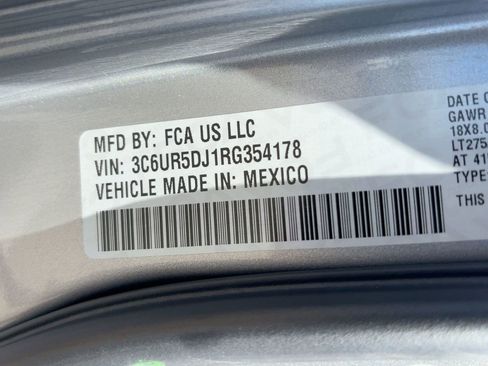 MFD BY: FCA US LLC
VIN: 3C6UR5DJ1RG354178
VEHICLE MADE IN: MEXICO
DATE O
GAWR
18X8.0
LT275
AT 41
TYPE:
THIS